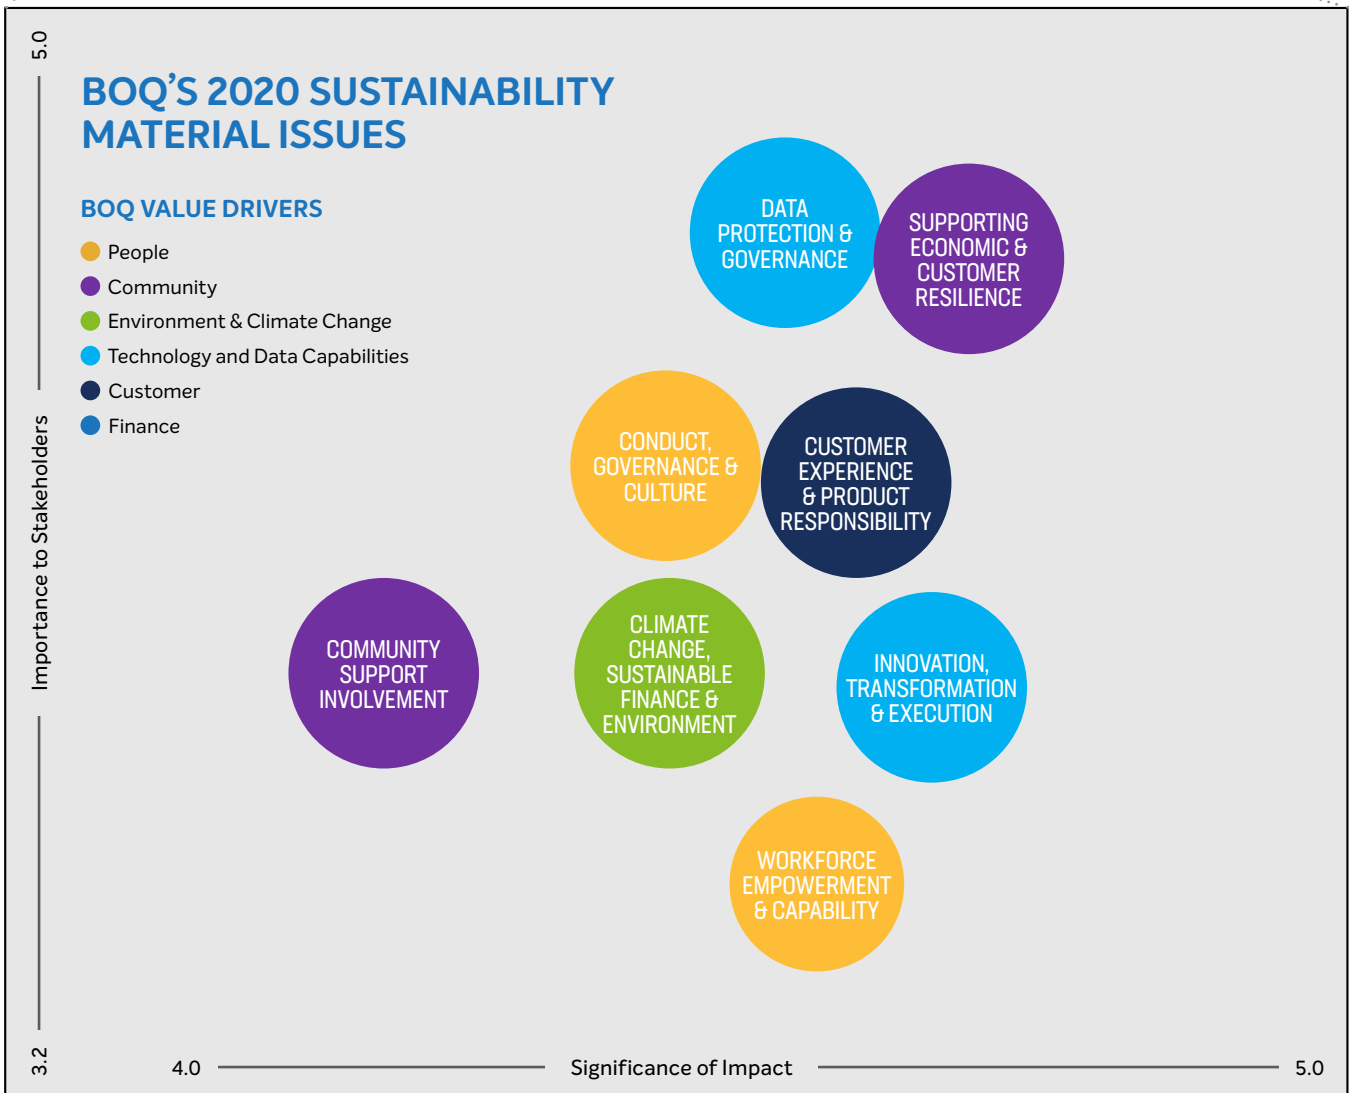 BOQ'S 2020 SUSTAINABILITY
MATERIAL ISSUES
BOQ VALUE DRIVERS
People
Community
Environment & Climate Change
Technology and Data Capabilities
Customer
Finance
5.0
Importance to Stakeholders
3.2
DATA
PROTECTION &
GOVERNANCE
SUPPORTING
ECONOMIC &
CUSTOMER
RESILIENCE
CONDUCT,
GOVERNANCE &
CULTURE
CUSTOMER
EXPERIENCE
& PRODUCT
RESPONSIBILITY
COMMUNITY
SUPPORT
INVOLVEMENT
CLIMATE
CHANGE,
SUSTAINABLE
FINANCE &
ENVIRONMENT
INNOVATION,
TRANSFORMATION
& EXECUTION
WORKFORCE
EMPOWERMENT
& CAPABILITY
4.0
Significance of Impact
5.0